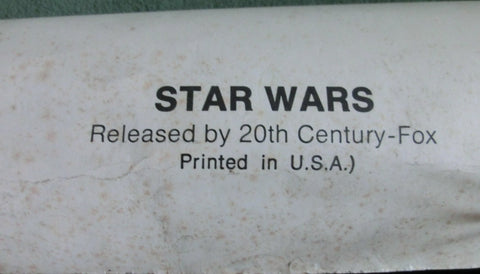 STAR WARS
Released by 20th Century-Fox
Printed in U.S.A.)